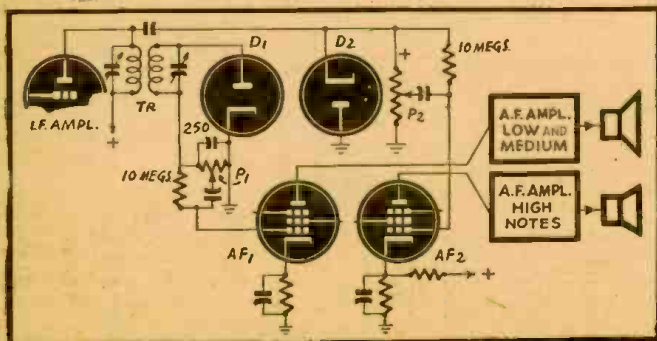 D1
D2
10 MEGS.
TR
I.F. AMPL.
+
250
P1
10 MEGS.
+
P2
A.F. AMPL.
LOW AND
MEDIUM
A.F. AMPL.
HIGH
NOTES
AF1
AF2
+